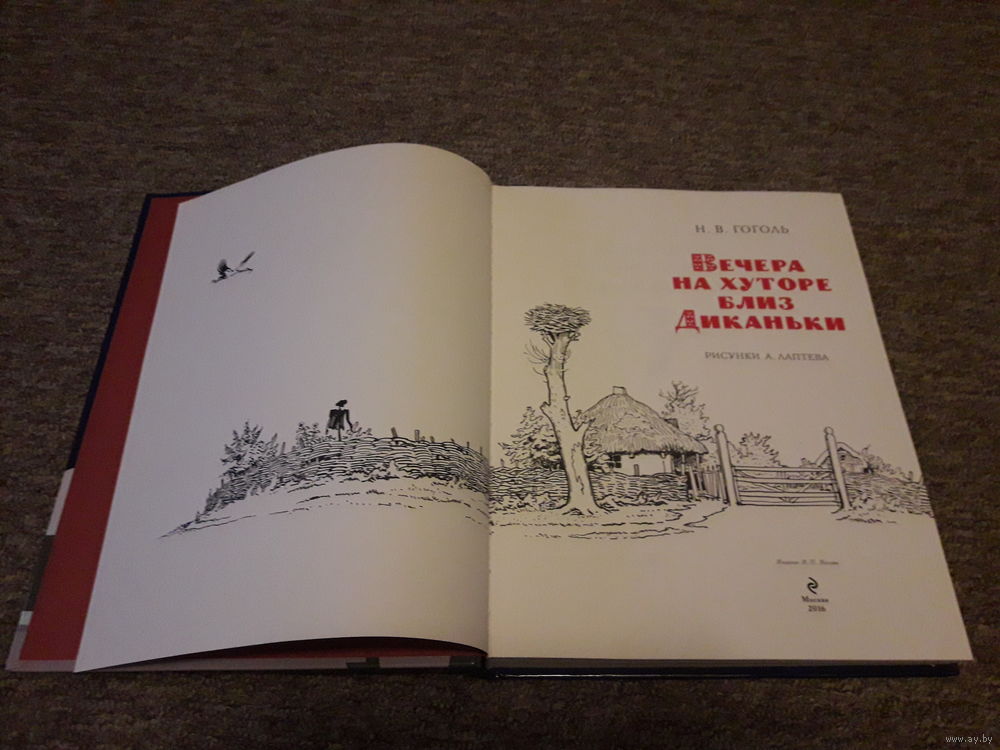 Н. В. ГОГОЛЬ
ВЕЧЕРА
НА ХУТОРЕ
БЛИЗ
ДИКАНЬКИ
РИСУНКИ А. ЛАПТЕВА
Москва
2016
www.ay.by